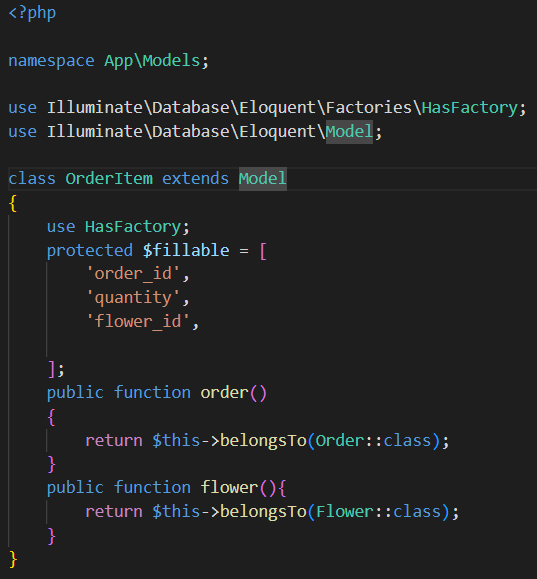 <?php
namespace App\Models;
use Illuminate\Database\Eloquent\Factories\HasFactory;
use Illuminate\Database\Eloquent\Model;
class OrderItem extends Model
{
    use HasFactory;
    protected $fillable = [
        'order_id',
        'quantity',
        'flower_id',
    ];
    public function order()
    {
        return $this->belongsTo(Order::class);
    }
    public function flower(){
        return $this->belongsTo(Flower::class);
    }
}